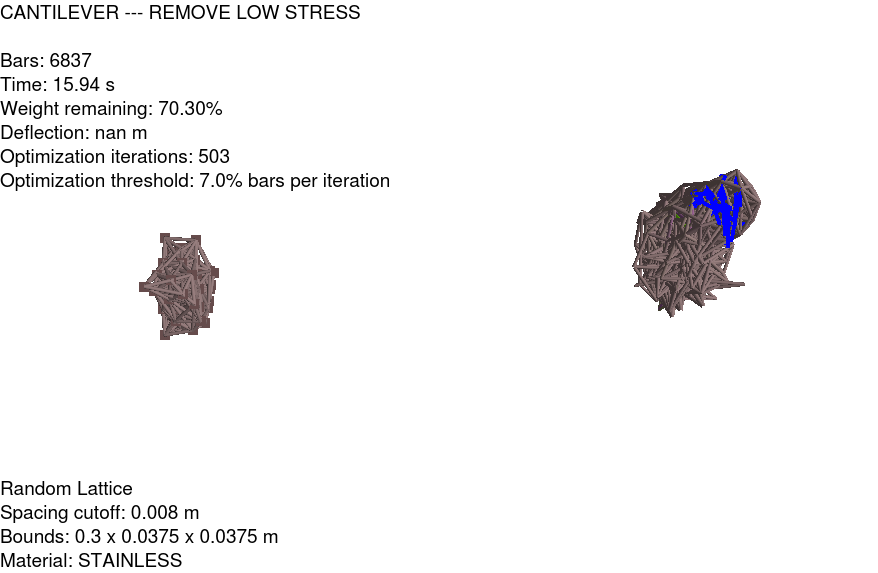 CANTILEVER --- REMOVE LOW STRESS
Bars: 6837
Time: 15.94 s
Weight remaining: 70.30%
Deflection: nan m
Optimization iterations: 503
Optimization threshold: 7.0% bars per iteration
Random Lattice
Spacing cutoff: 0.008 m
Bounds: 0.3 x 0.0375 x 0.0375 m
Material: STAINLESS